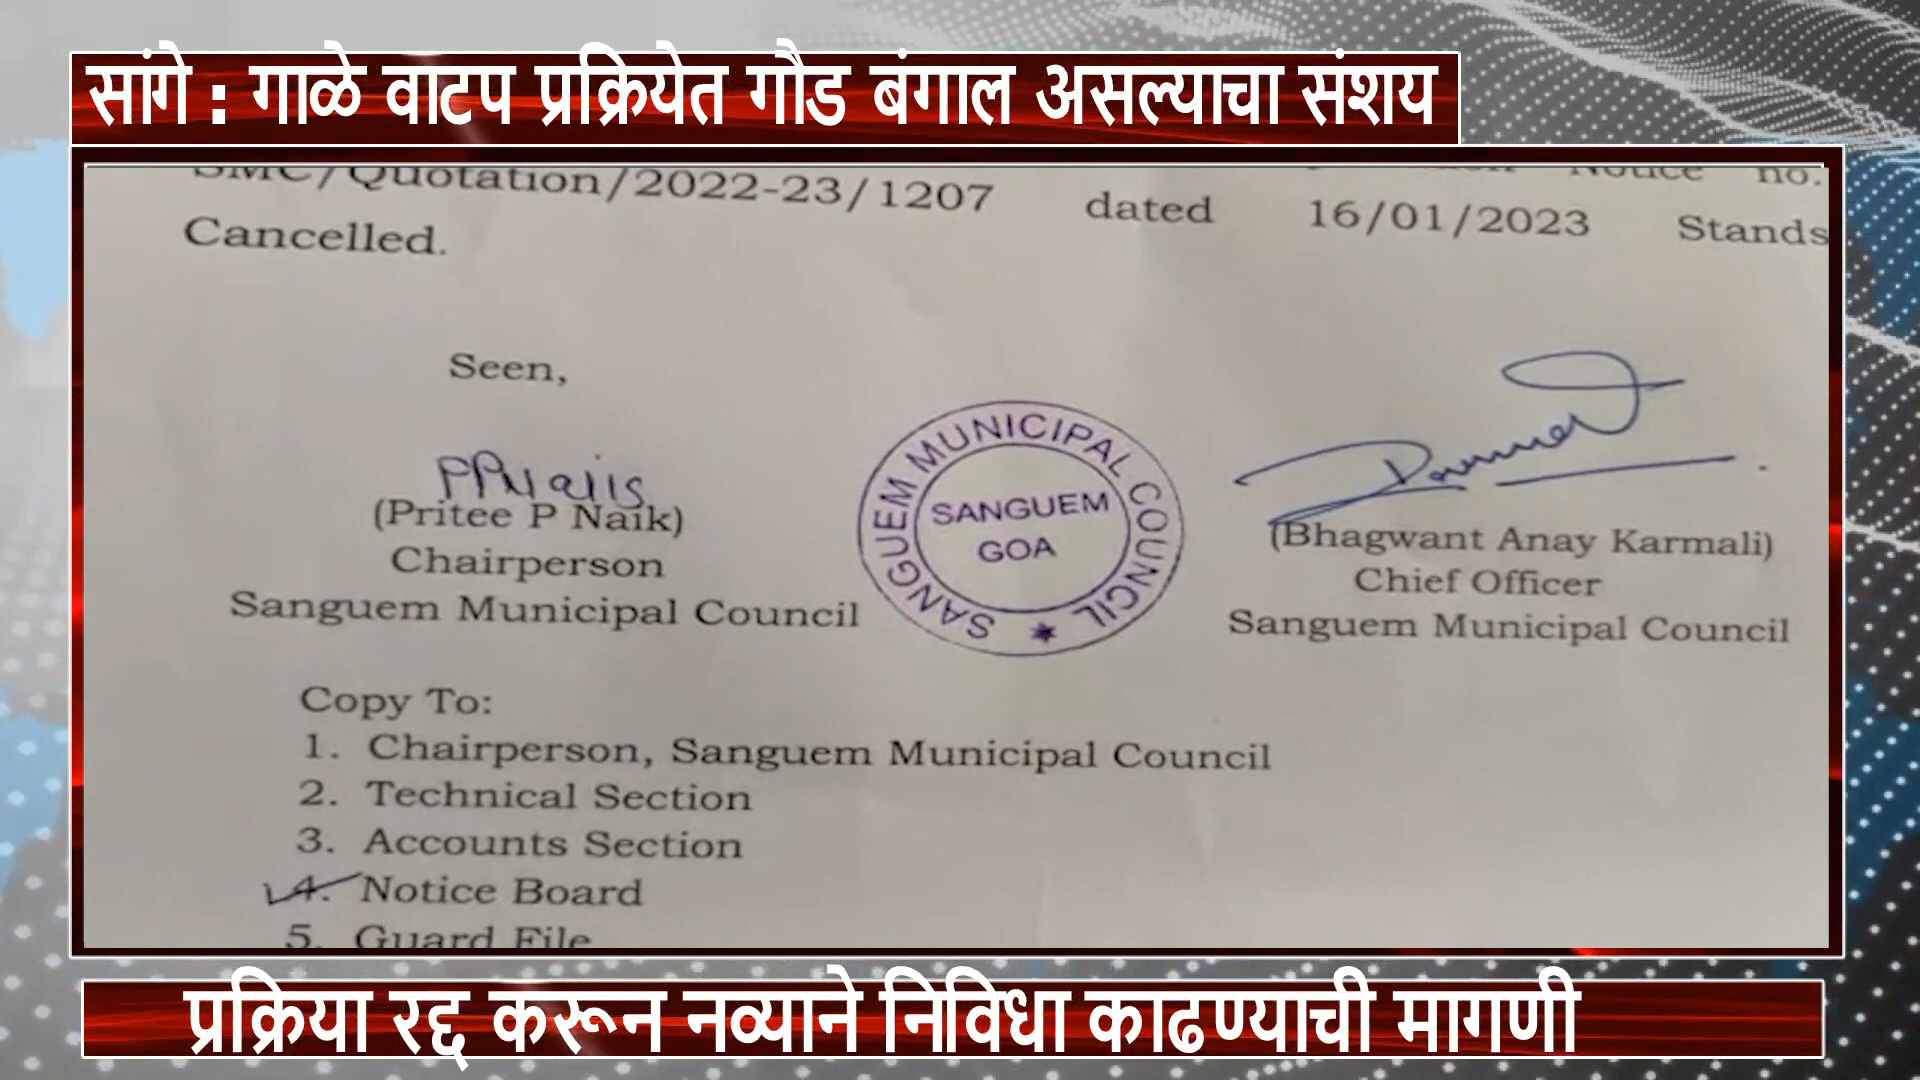 सांगे : गाळे वाटप प्रक्रियेत गौड बंगाल असल्याचा संशय
Notice no.
SMC/Quotation/2022-23/1207 dated 16/01/2023 Stands
Cancelled.
Seen,
(Pritee P Naik)
Chairperson
Sanguem Municipal Council
SANGUEM MUNICIPAL COUNCIL
SANGUEM
GOA
(Bhagwant Anay Karmali)
Chief Officer
Sanguem Municipal Council
Copy To:
1. Chairperson, Sanguem Municipal Council
2. Technical Section
3. Accounts Section
4. Notice Board
5. Guard File
प्रक्रिया रद्द करून नव्याने निविधा काढण्याची मागणी